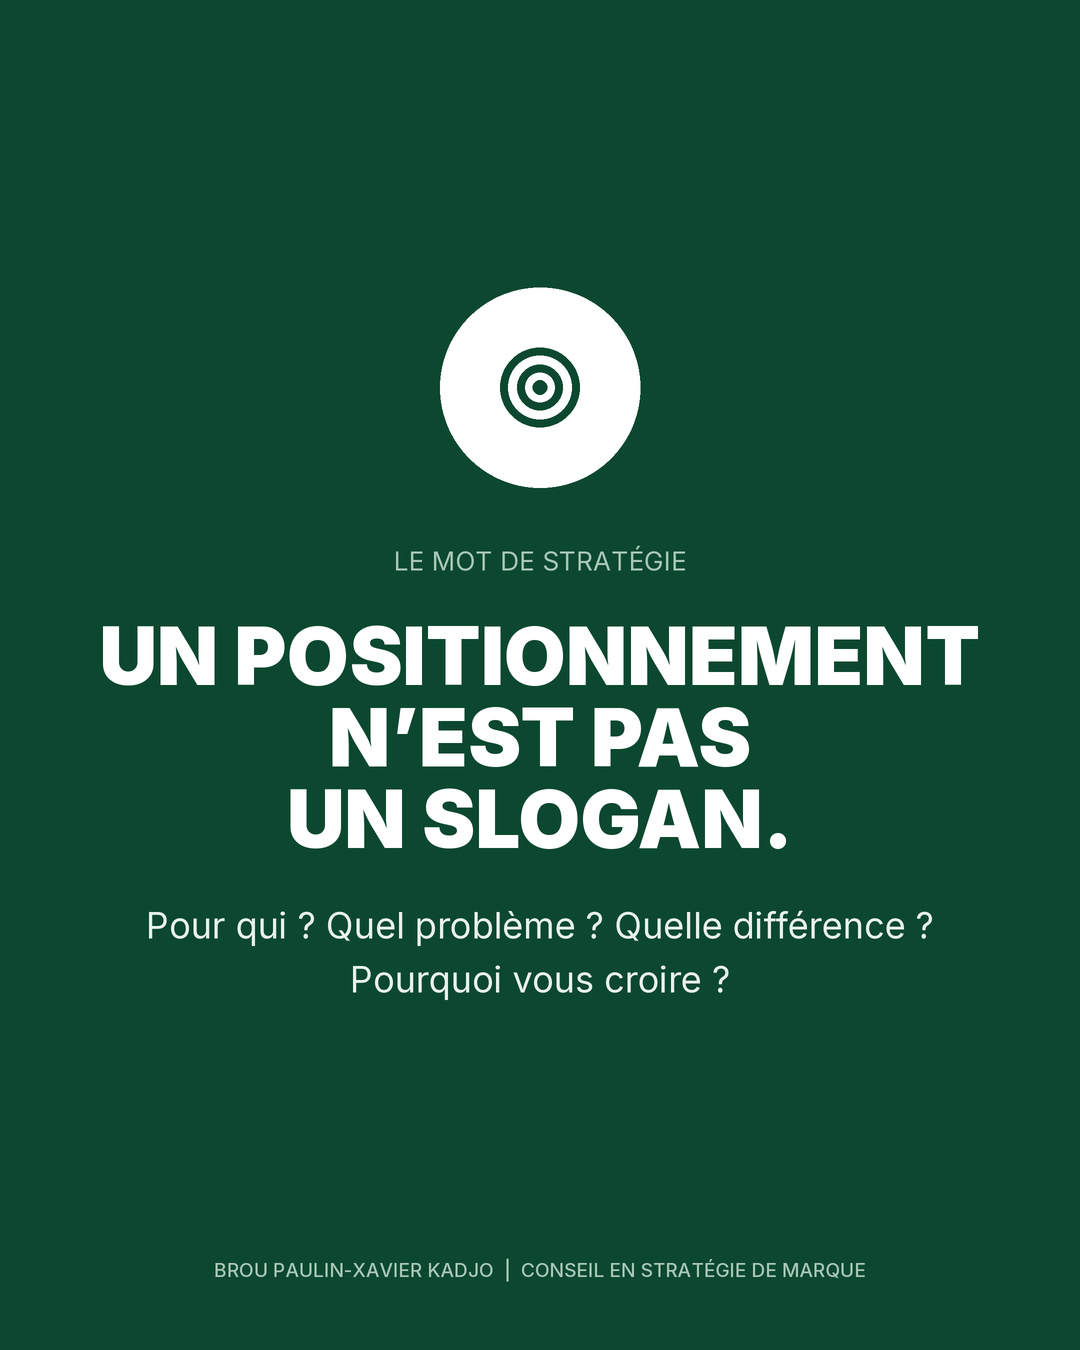 LE MOT DE STRATÉGIE
UN POSITIONNEMENT
N’EST PAS
UN SLOGAN.
Pour qui ? Quel problème ? Quelle différence ?
Pourquoi vous croire ?
BROU PAULIN-XAVIER KADJO | CONSEIL EN STRATÉGIE DE MARQUE